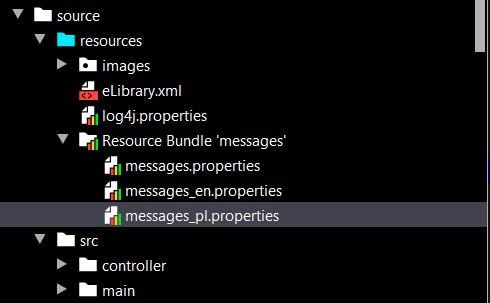 source
resources
images
eLibrary.xml
log4j.properties
Resource Bundle 'messages'
messages.properties
messages_en.properties
messages_pl.properties
src
controller
main